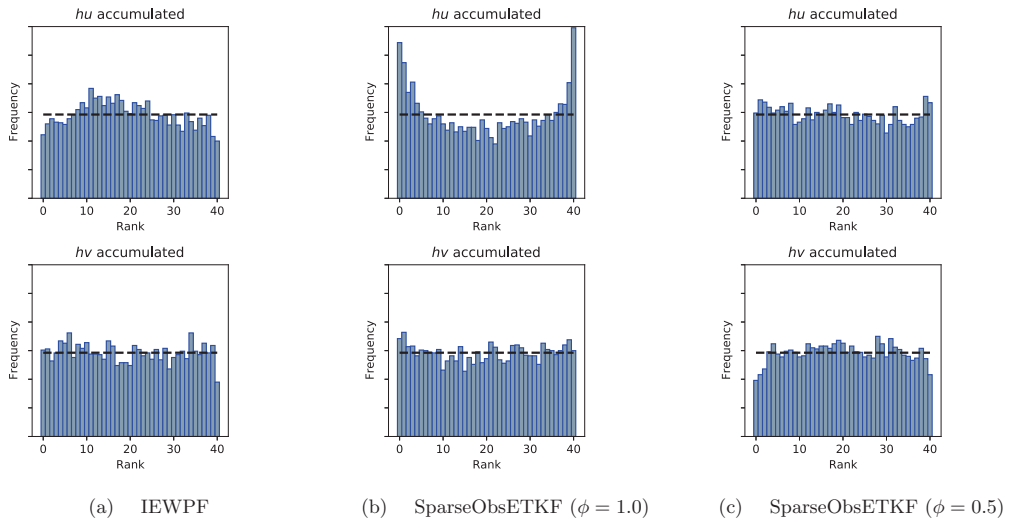 hu accumulated
hu accumulated
hu accumulated
Frequency
Frequency
Frequency
0 10 20 30 40
0 10 20 30 40
0 10 20 30 40
Rank
Rank
Rank
hv accumulated
hv accumulated
hv accumulated
Frequency
Frequency
Frequency
0 10 20 30 40
0 10 20 30 40
0 10 20 30 40
Rank
Rank
Rank
(a) IEWPF
(b) SparseObsETKF (ϕ = 1.0)
(c) SparseObsETKF (ϕ = 0.5)